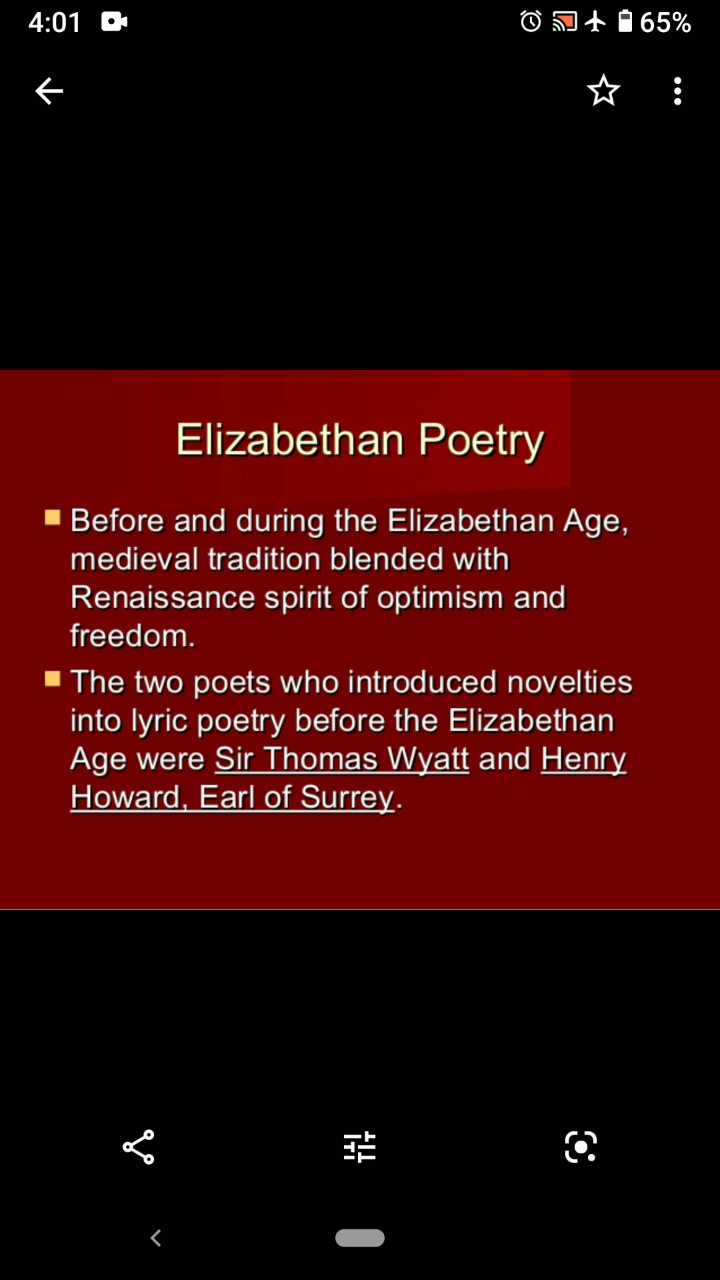 4:01
65%
Elizabethan Poetry
Before and during the Elizabethan Age,
medieval tradition blended with
Renaissance spirit of optimism and
freedom.
The two poets who introduced novelties
into lyric poetry before the Elizabethan
Age were Sir Thomas Wyatt and Henry
Howard, Earl of Surrey.